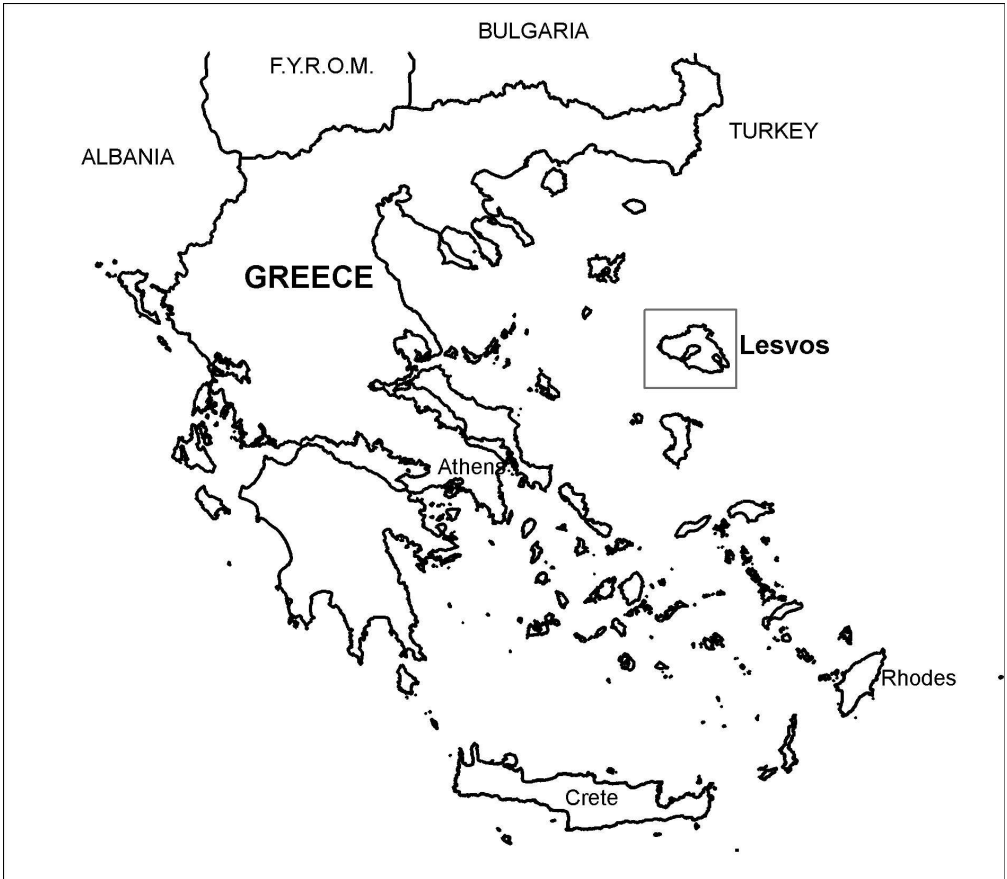 BULGARIA
F.Y.R.O.M.
TURKEY
ALBANIA
GREECE
Lesvos
Athens
Rhodes
Crete